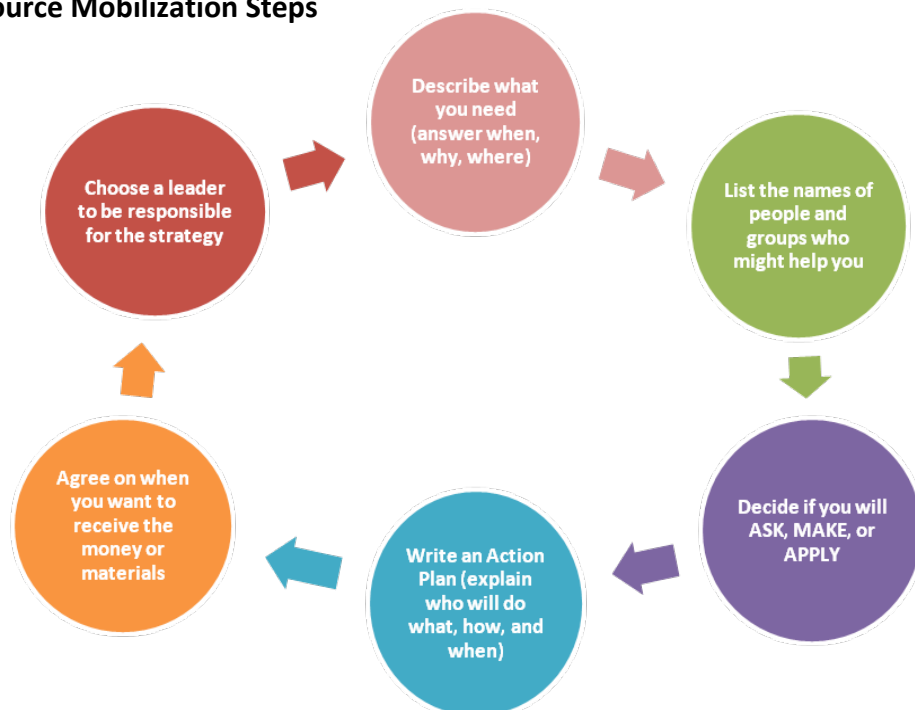 ource Mobilization Steps
Describe what
you need
(answer when,
why, where)
List the names of
people and
groups who
might help you
Decide if you will
ASK, MAKE, or
APPLY
Write an Action
Plan (explain
who will do
what, how, and
when)
Agree on when
you want to
receive the
money or
materials
Choose a leader
to be responsible
for the strategy